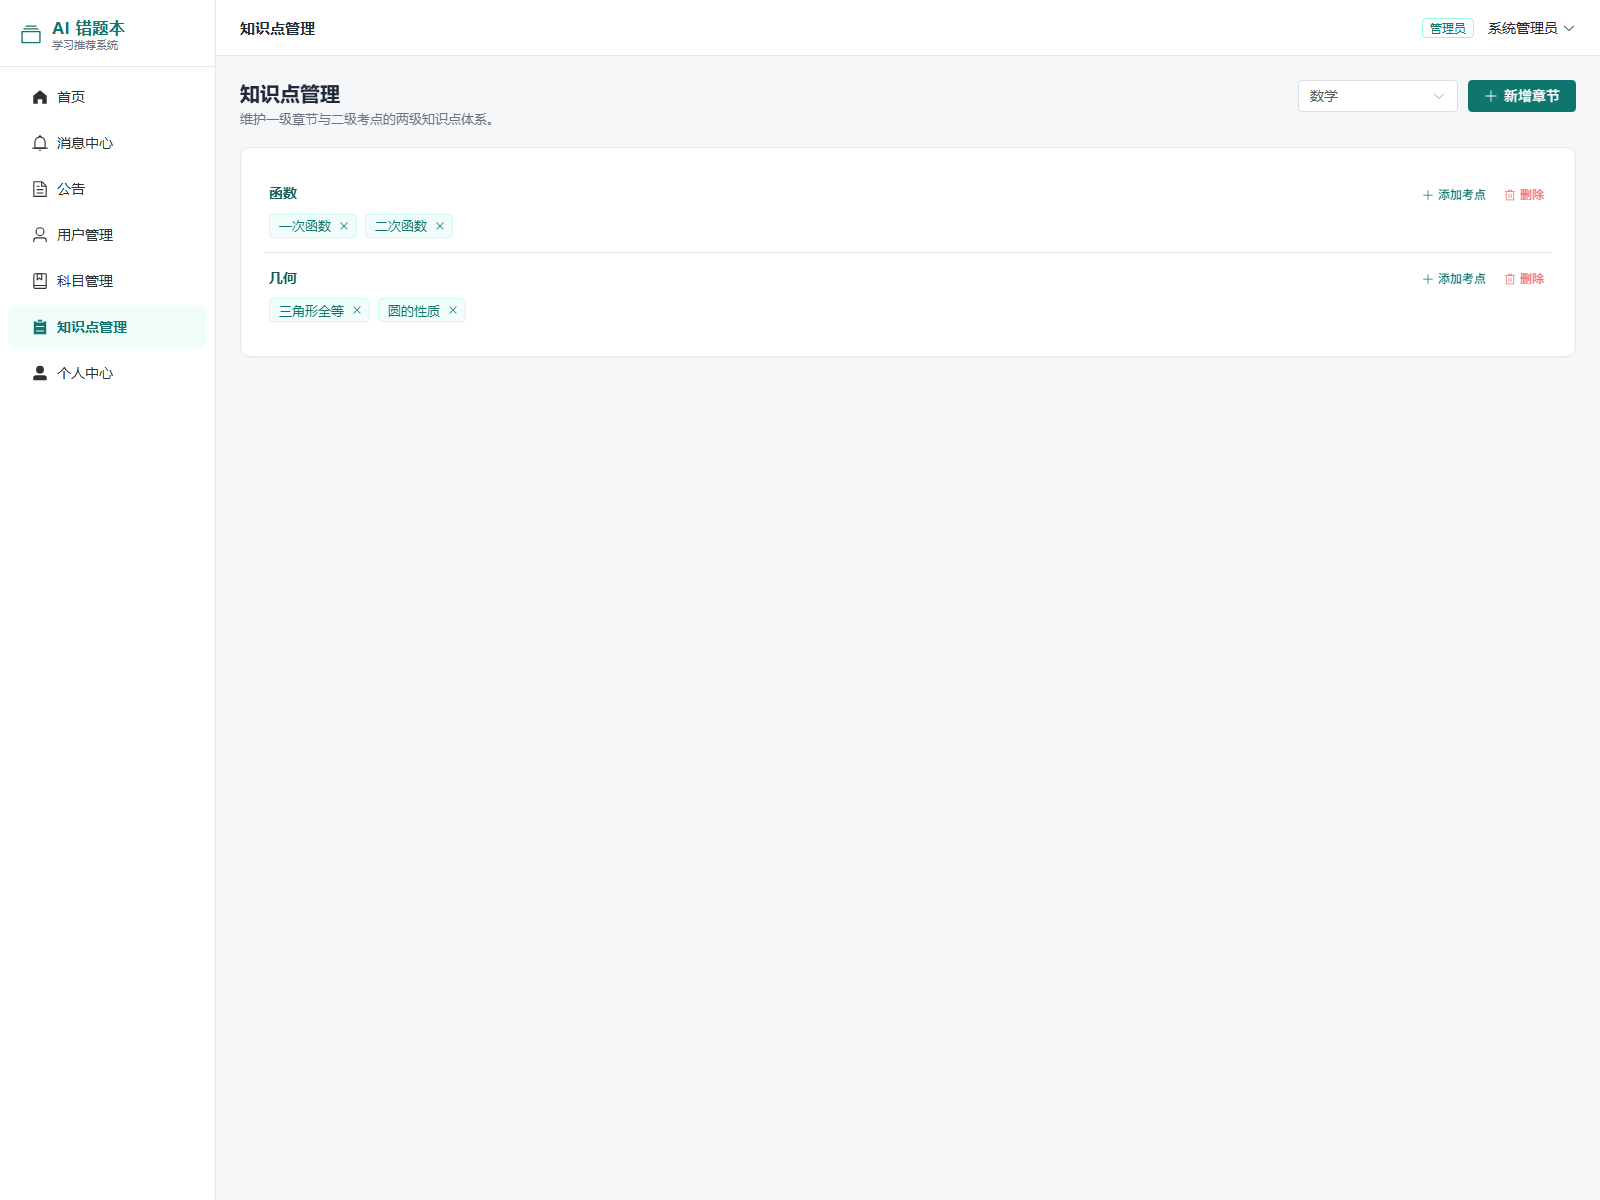 AI 错题本
学习推荐系统
首页
消息中心
公告
用户管理
科目管理
知识点管理
个人中心
知识点管理
管理员 系统管理员
知识点管理
维护一级章节与二级考点的两级知识点体系。
数学 新增章节
函数 添加考点 删除
一次函数 二次函数
几何 添加考点 删除
三角形全等 圆的性质